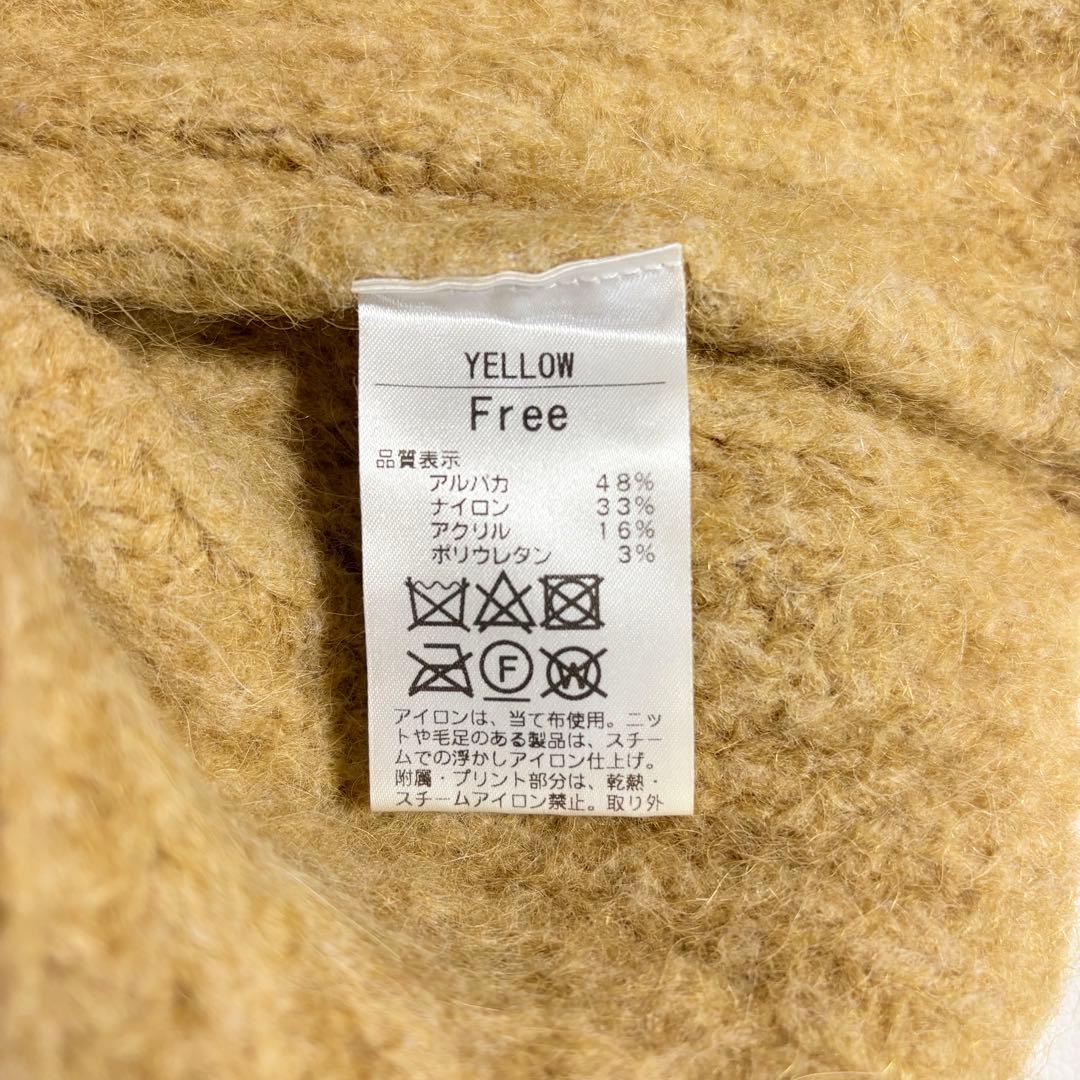 YELLOW
Free
品質表示
アルパカ 48%
ナイロン 33%
アクリル 16%
ポリウレタン 3%
F W
アイロンは、当て布使用。ニッ
トや毛足のある製品は、スチー
ムでの浮かしアイロン仕上げ。
附属・プリント部分は、乾熱・
スチームアイロン禁止。取り外